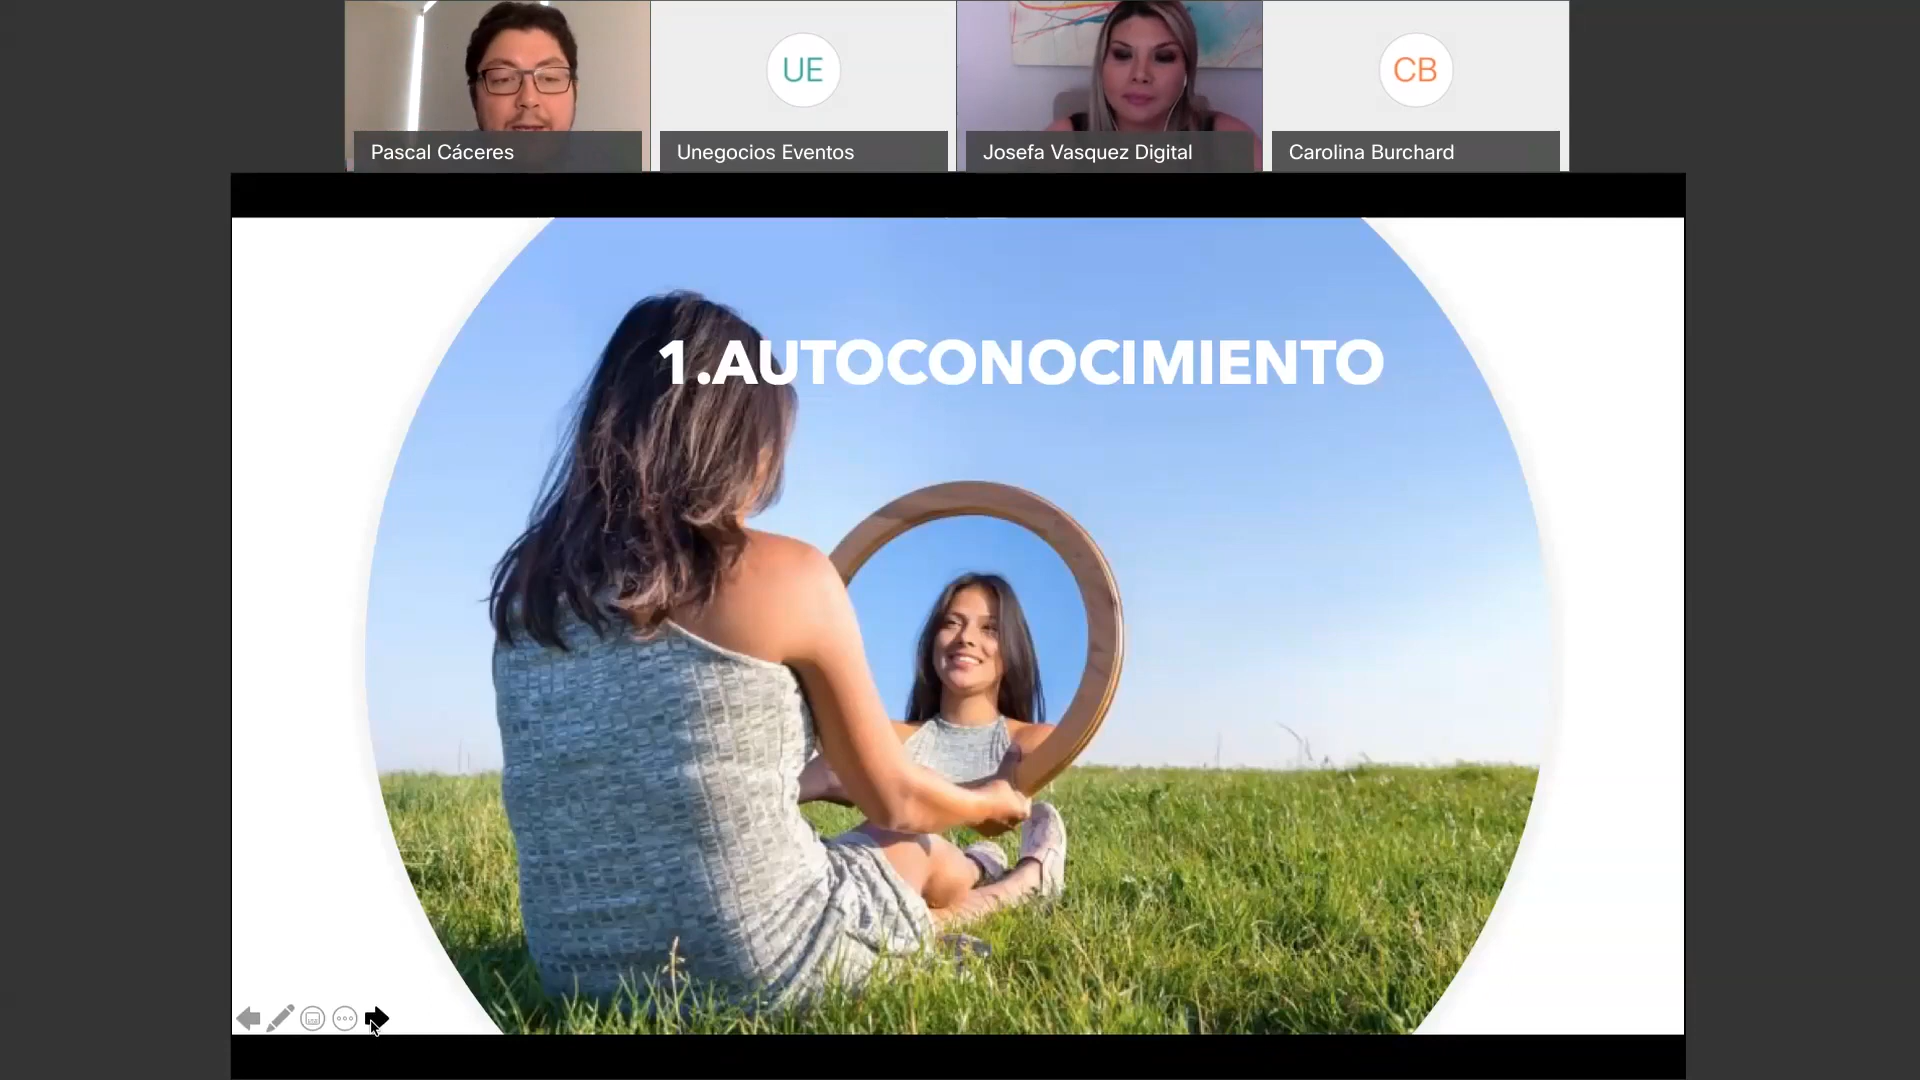 UE
CB
Pascal Cáceres
Unegocios Eventos
Josefa Vasquez Digital
Carolina Burchard
1.AUTOCONOCIMIENTO